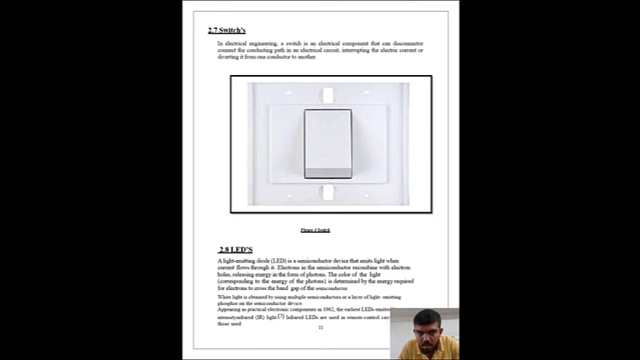 2.7 Switch's
In electrical engineering, a switch is an electrical component that can disconnector
connect the conducting path in an electrical circuit, interrupting the electric current or
diverting it from one conductor to another.
Figure Switch
2.8 LED'S
A light-emitting diode (LED) is a semiconductor device that emits light when
current flows through it. Electrons in the semiconductor recombine with electron
holes, releasing energy in the form of photons. The color of the light
(corresponding to the energy of the photons) is determined by the energy required
for electrons to cross the band gap of the semiconductor.
White light is obtained by using multiple semiconductors or a layer of light-emitting
phosphor on the semiconductor device.
Appearing as practical electronic components in 1962, the earliest LEDs emitted
intensityinfrared (IR) light. Infrared LEDs are used in remote-control
those used
11